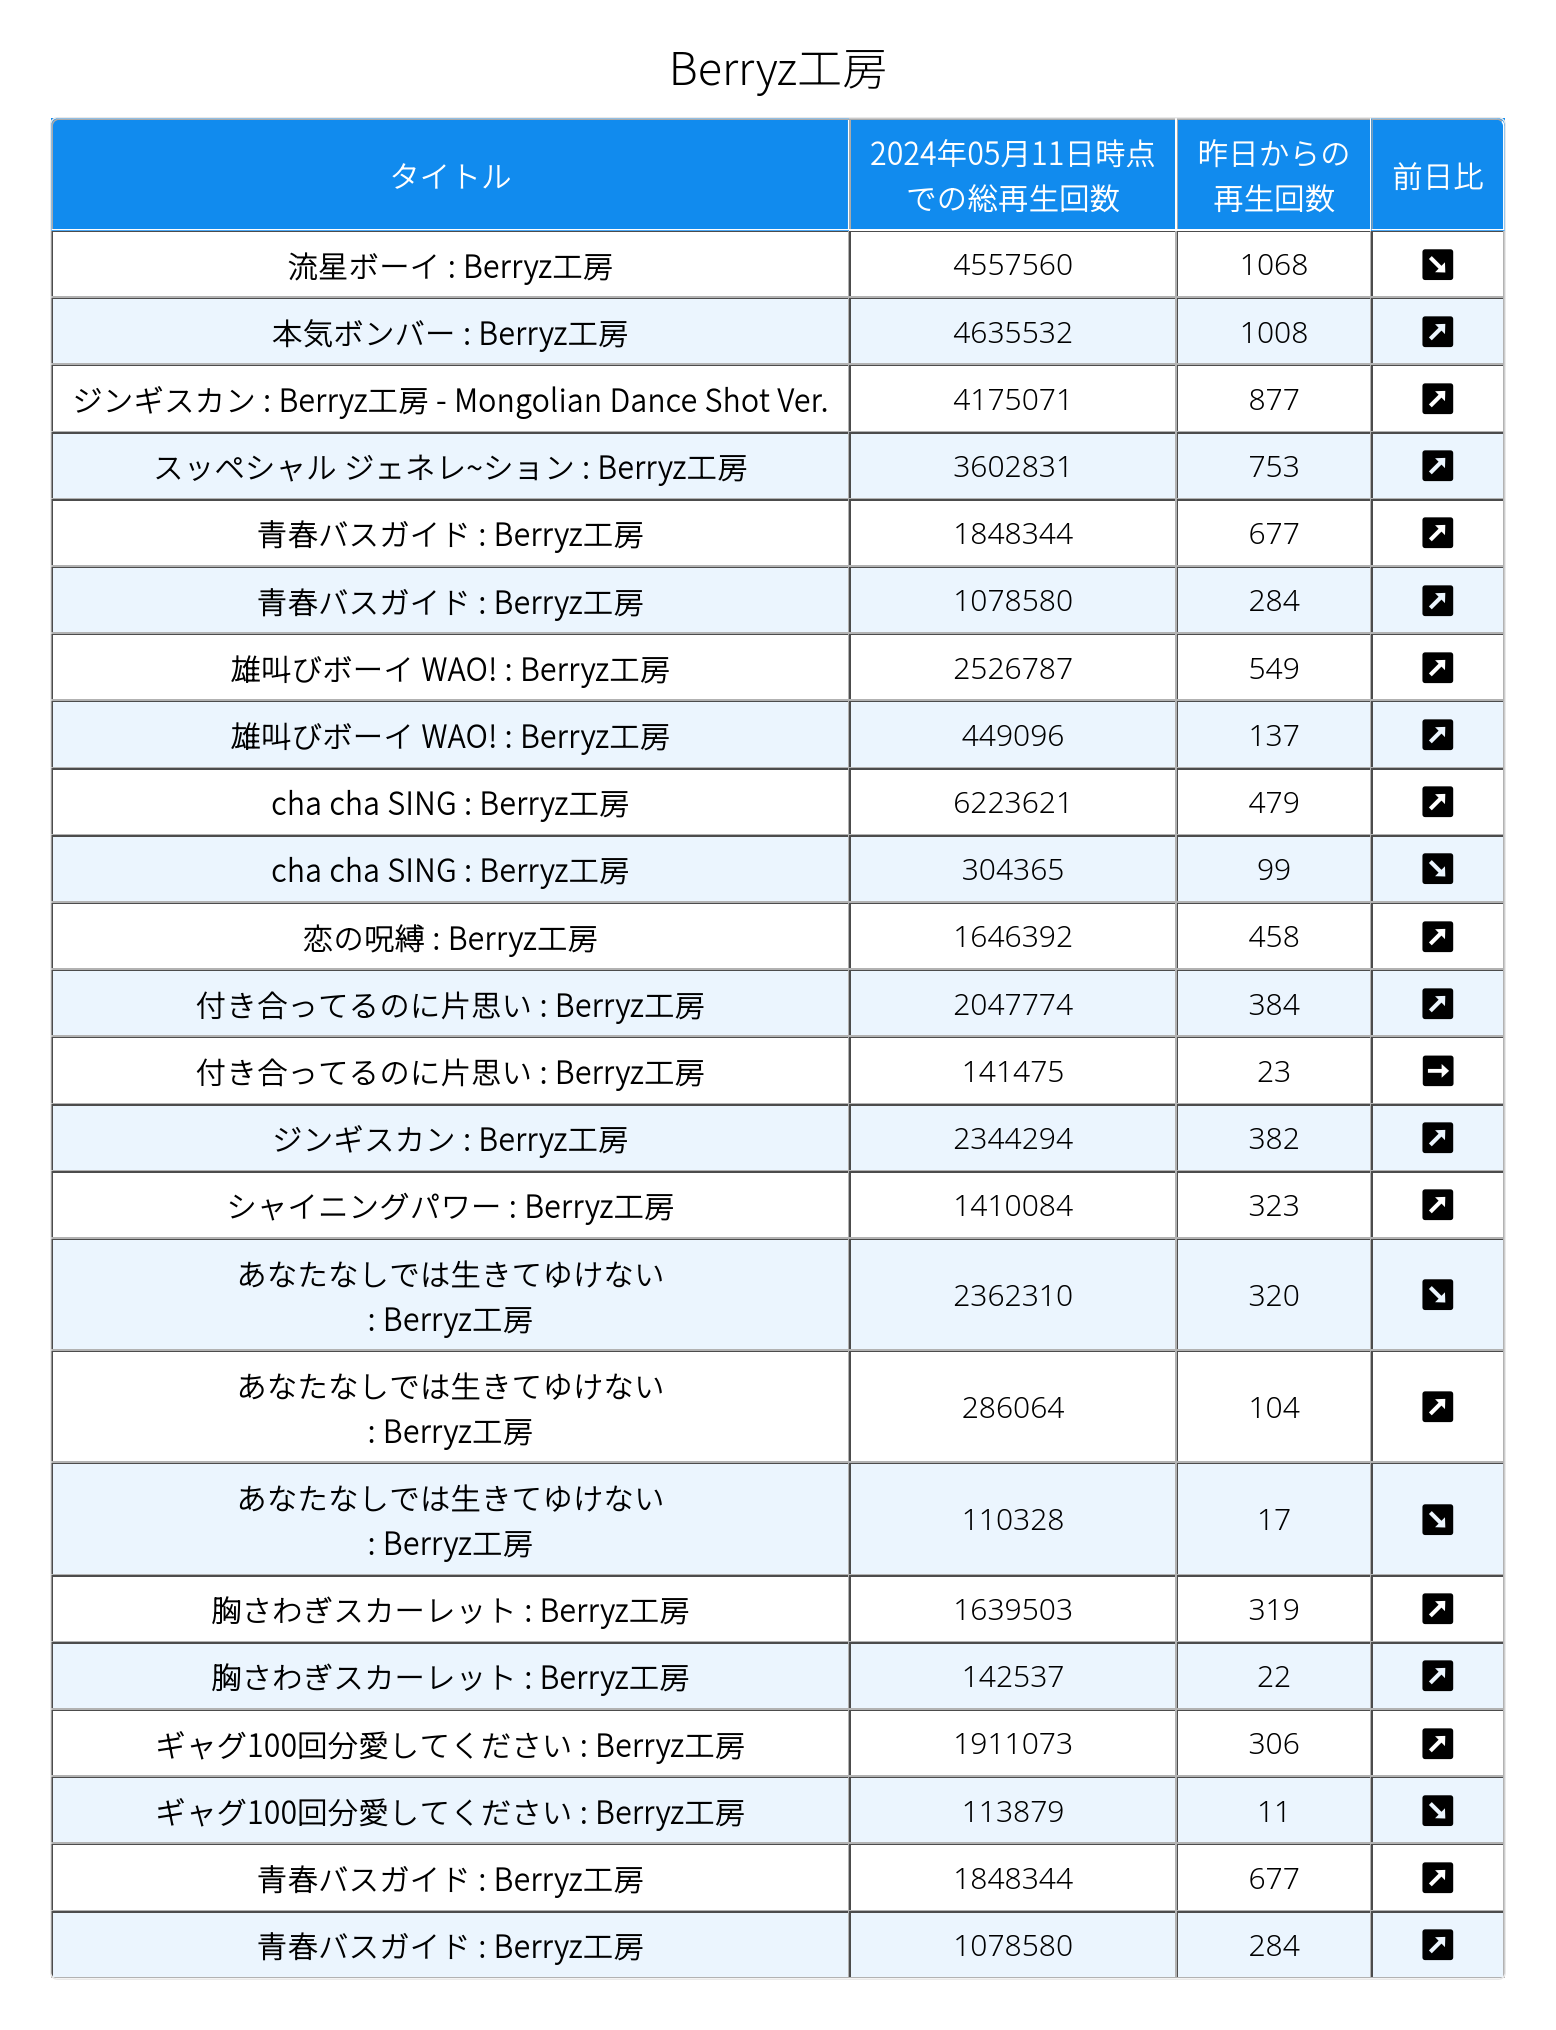 Berryz工房
タイトル 2024年05月11日時点での総再生回数 昨日からの再生回数 前日比
流星ボーイ : Berryz工房 4557560 1068 ↘
本気ボンバー : Berryz工房 4635532 1008 ↗
ジンギスカン : Berryz工房 - Mongolian Dance Shot Ver. 4175071 877 ↗
スッペシャル ジェネレ~ション : Berryz工房 3602831 753 ↗
青春バスガイド : Berryz工房 1848344 677 ↗
青春バスガイド : Berryz工房 1078580 284 ↗
雄叫びボーイ WAO! : Berryz工房 2526787 549 ↗
雄叫びボーイ WAO! : Berryz工房 449096 137 ↗
cha cha SING : Berryz工房 6223621 479 ↗
cha cha SING : Berryz工房 304365 99 ↘
恋の呪縛 : Berryz工房 1646392 458 ↗
付き合ってるのに片思い : Berryz工房 2047774 384 ↗
付き合ってるのに片思い : Berryz工房 141475 23 →
ジンギスカン : Berryz工房 2344294 382 ↗
シャイニングパワー : Berryz工房 1410084 323 ↗
あなたなしでは生きてゆけない : Berryz工房 2362310 320 ↘
あなたなしでは生きてゆけない : Berryz工房 286064 104 ↗
あなたなしでは生きてゆけない : Berryz工房 110328 17 ↘
胸さわぎスカーレット : Berryz工房 1639503 319 ↗
胸さわぎスカーレット : Berryz工房 142537 22 ↗
ギャグ100回分愛してください : Berryz工房 1911073 306 ↗
ギャグ100回分愛してください : Berryz工房 113879 11 ↘
青春バスガイド : Berryz工房 1848344 677 ↗
青春バスガイド : Berryz工房 1078580 284 ↗